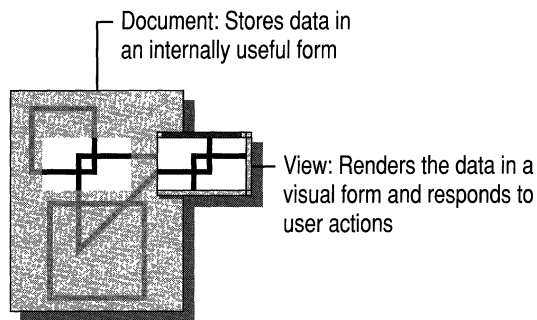 Document: Stores data in
an internally useful form
View: Renders the data in a
visual form and responds to
user actions